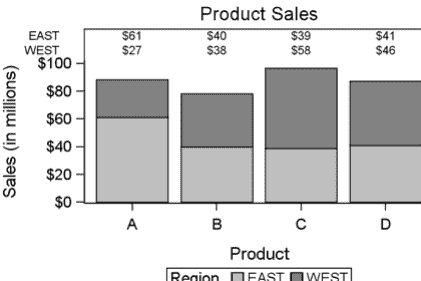 Product Sales
EAST $61 $40 $39 $41
WEST $27 $38 $58 $46
$100
$80
$60
$40
$20
$0
Sales (in millions)
A B C D
Product
Region EAST WEST